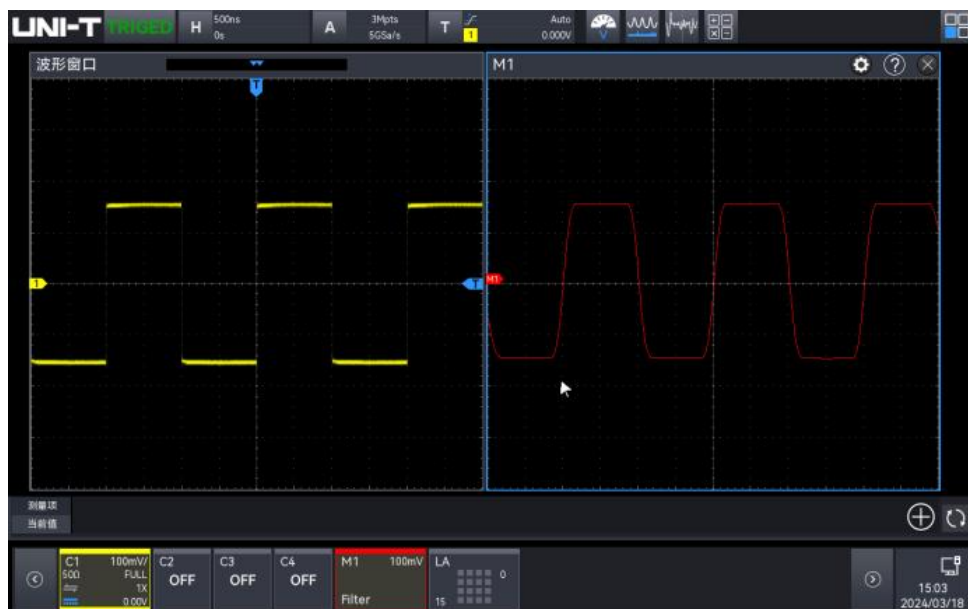 UNI-T TRIGED H 500ns A 3Mpts T Auto
0s 5GSa/s 1 0.000V
波形窗口 M1
T
1 T M1
测量项
当前值
C1 100mV/ C2 C3 C4 M1 100mV LA
50Ω FULL OFF OFF OFF 0
1X
0.00V Filter 15
15:03
2024/03/18